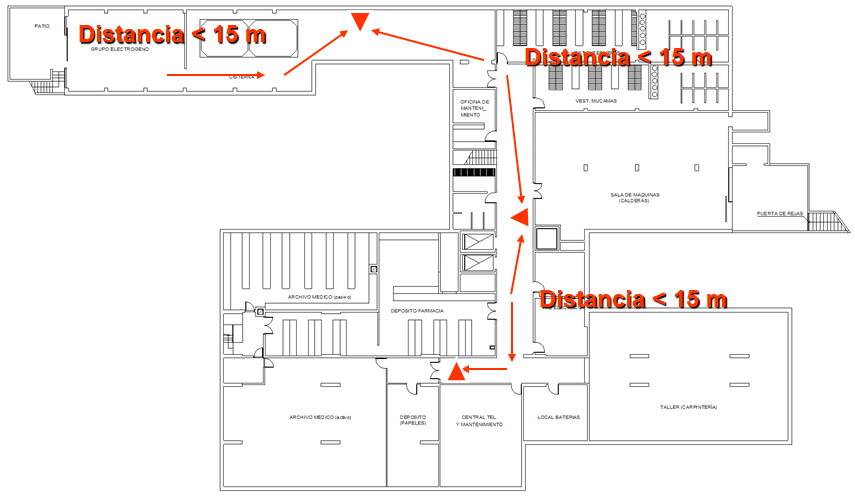 PATIO
Distancia < 15 m
GRUPO ELECTROGENO
CISTERNA
Distancia < 15 m
VEST. MUCAMAS
OFICINA DE
MANTENI_
MIENTO
SALA DE MAQUINAS
(CALDERAS)
PUERTA DE REJAS
ARCHIVO MEDICO (pasivo)
DEPOSITO FARMACIA
Distancia < 15 m
ARCHIVO MEDICO (activo)
DEPOSITO
(PAPELES)
CENTRAL TEL.
Y MANTENIMIENTO
LOCAL BATERIAS
TALLER (CARPINTERÍA)